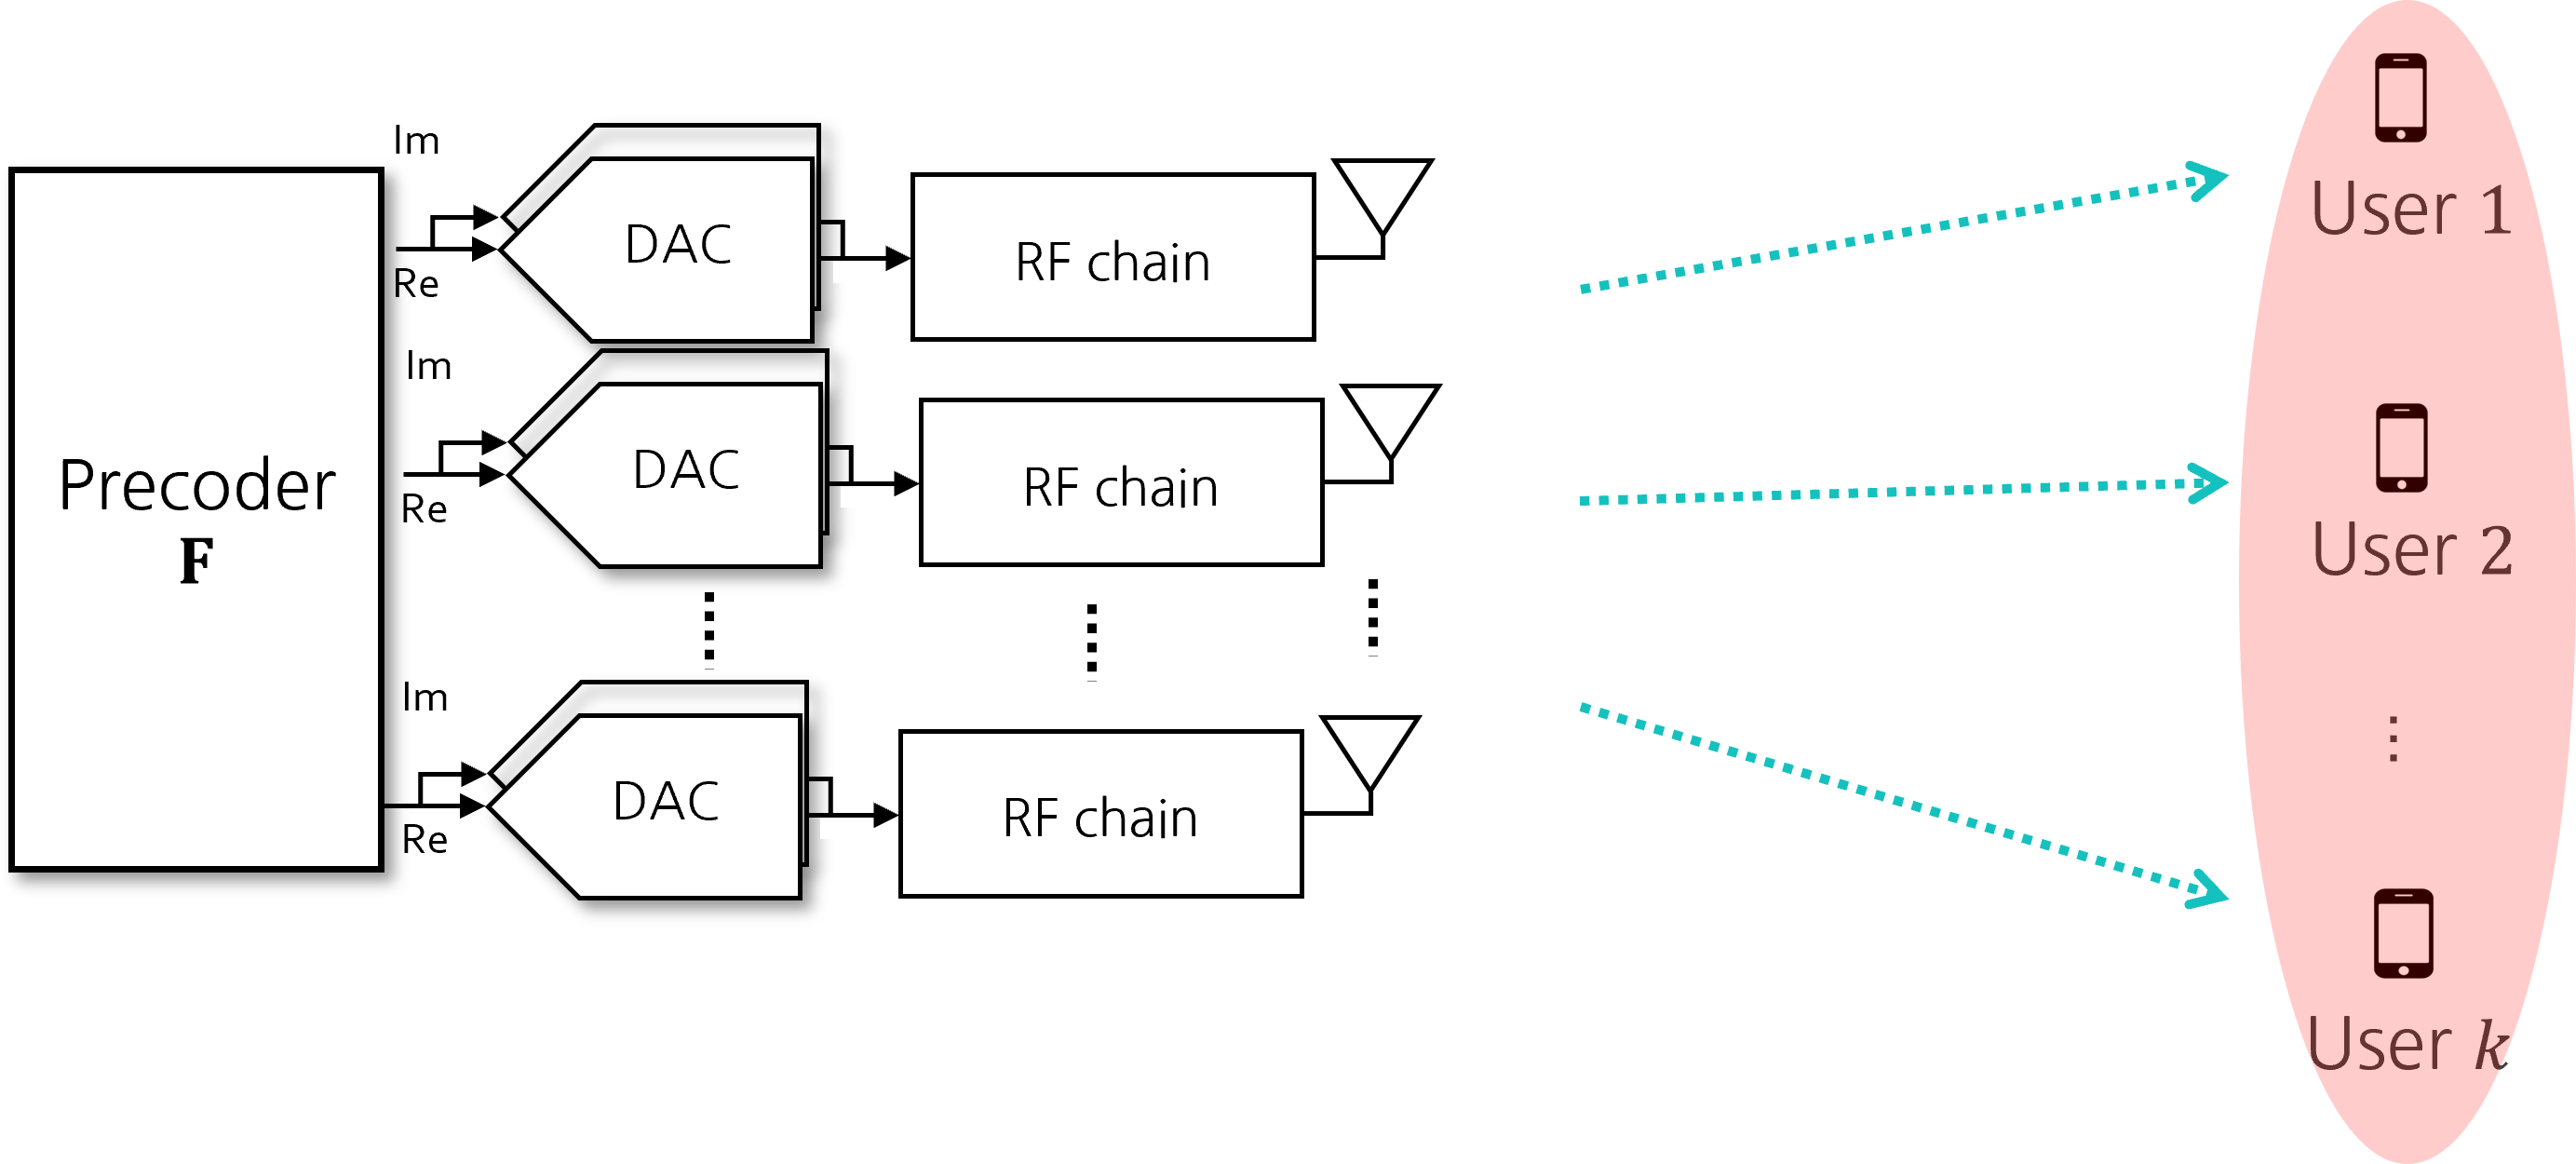 Precoder
F
Im
Re
DAC
RF chain
Im
Re
DAC
RF chain
Im
Re
DAC
RF chain
User 1
User 2
User k